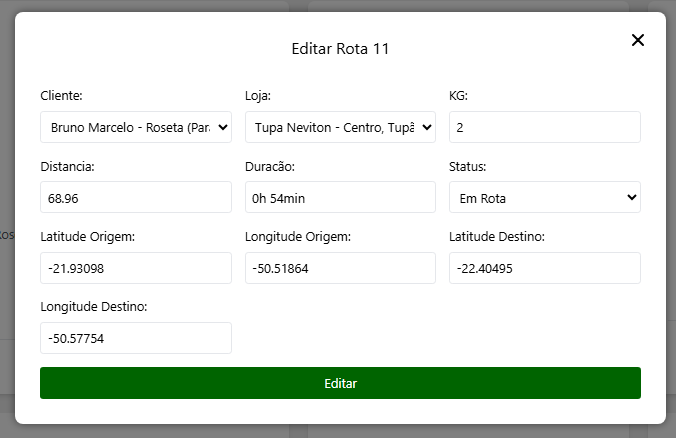 Editar Rota 11
Cliente:
Loja:
KG:
Bruno Marcelo - Roseta (Par
Tupa Neviton - Centro, Tupã
2
Distancia:
Duracão:
Status:
68.96
0h 54min
Em Rota
Latitude Origem:
Longitude Origem:
Latitude Destino:
-21.93098
-50.51864
-22.40495
Longitude Destino:
-50.57754
Editar